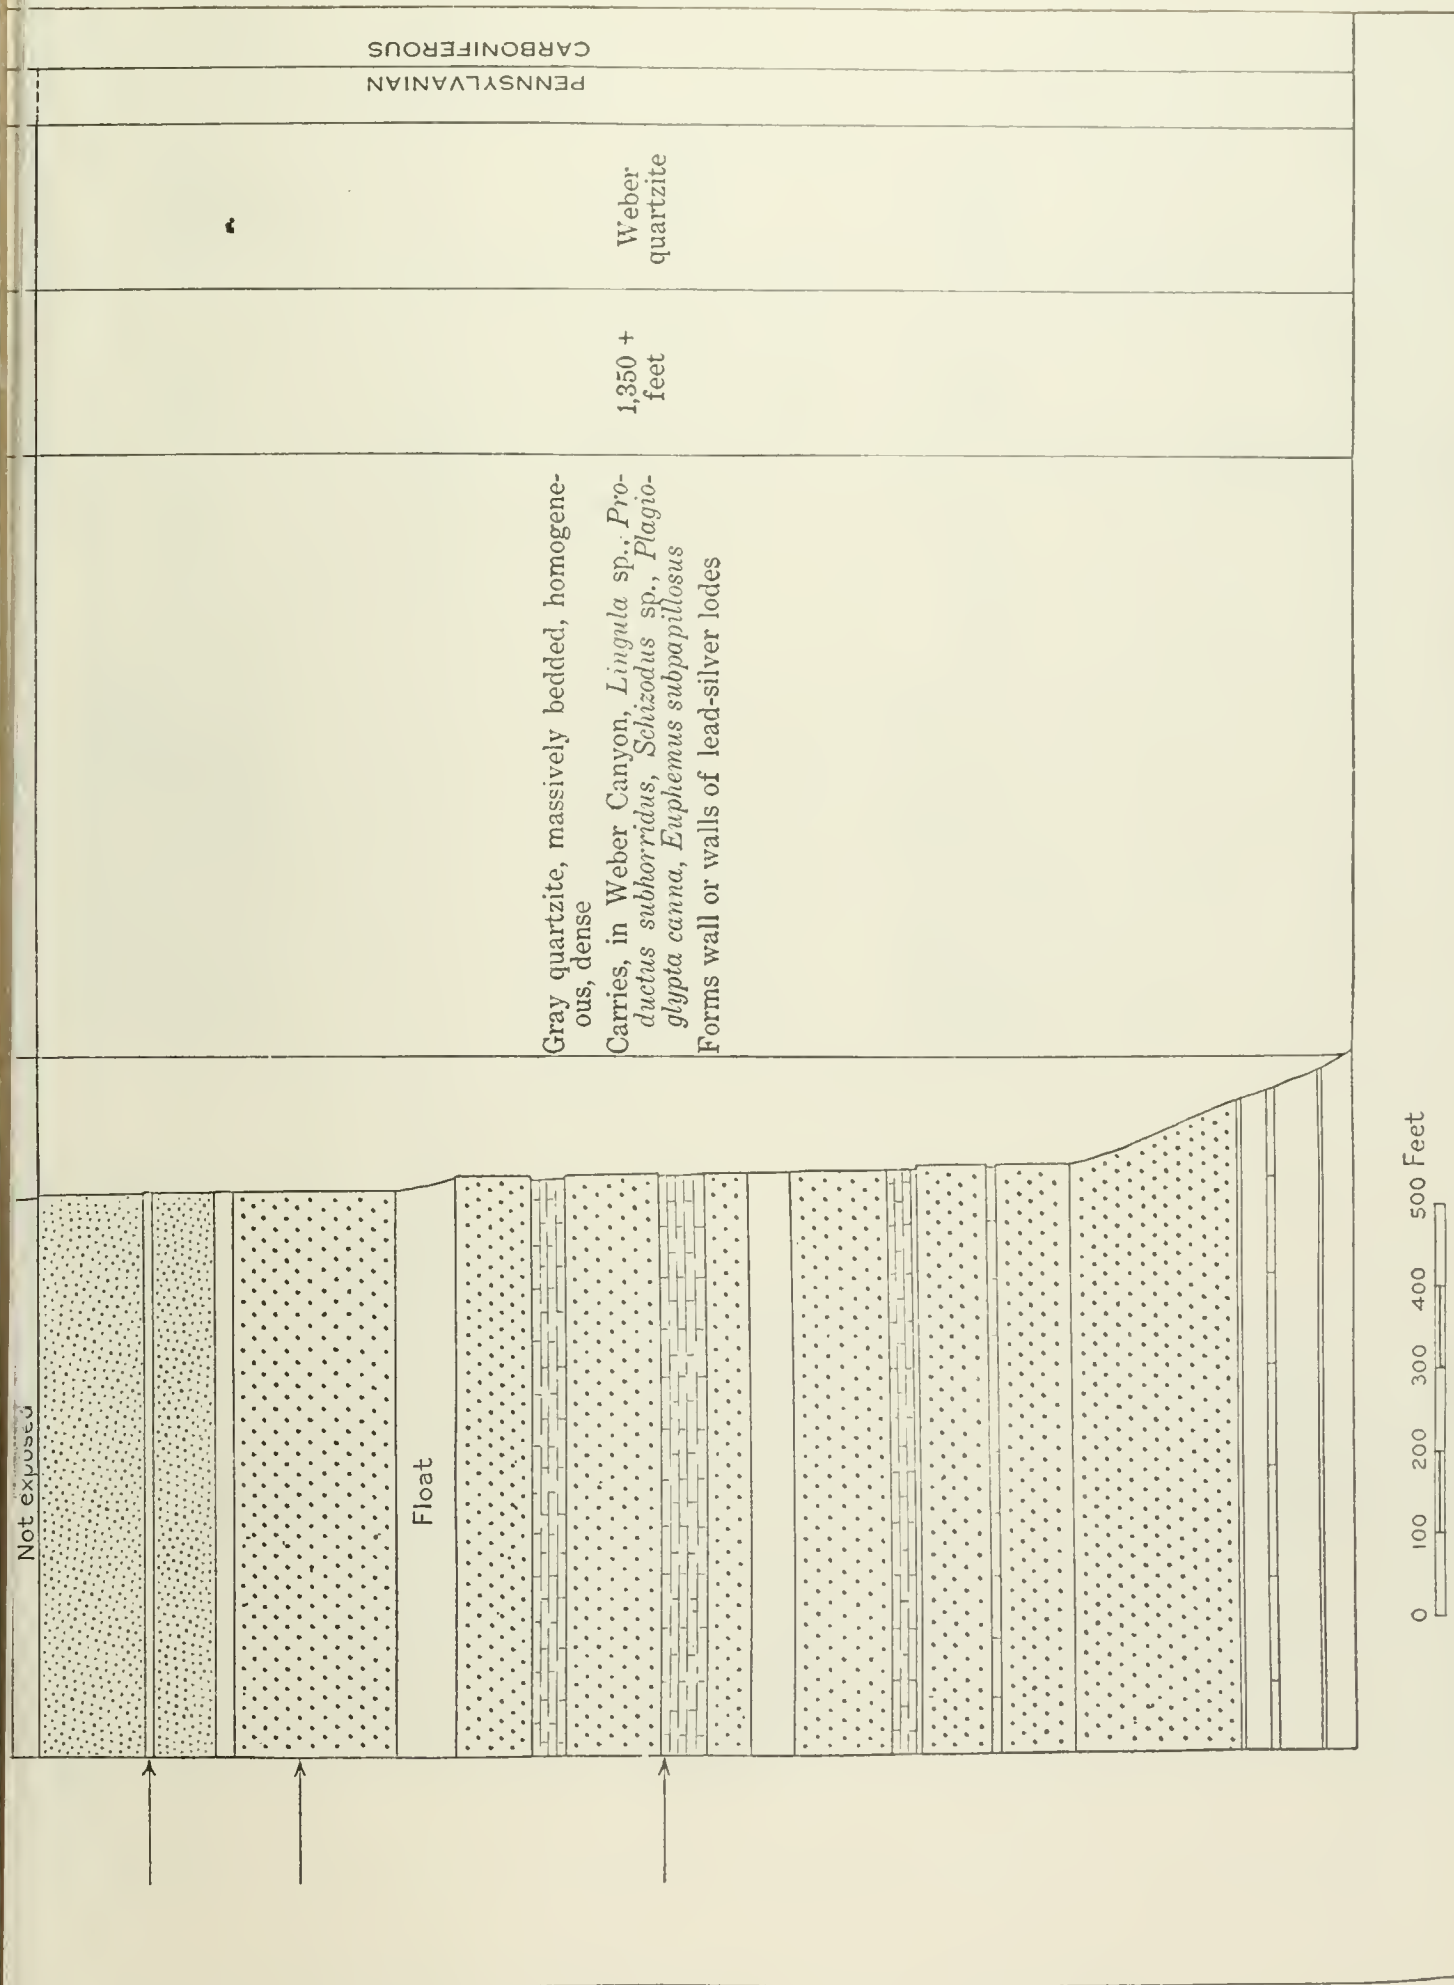 CARBONIFEROUS
PENNSYLVANIAN
Weber
quartzite
1,350 +
feet
Gray quartzite, massively bedded, homogene-
ous, dense
Carries, in Weber Canyon, Lingula sp., Pro-
ductus subhorridus, Schizodus sp., Plagio-
glypta canna, Euphemus subpapillosus
Forms wall or walls of lead-silver lodes
Not exposed
Float
0 100 200 300 400 500 Feet